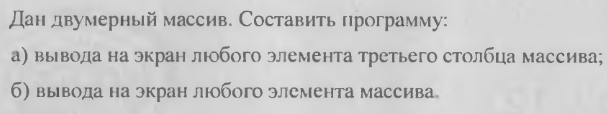 Дан двумерный массив. Составить программу:
а) вывода на экран любого элемента третьего столбца массива;
б) вывода на экран любого элемента массива.